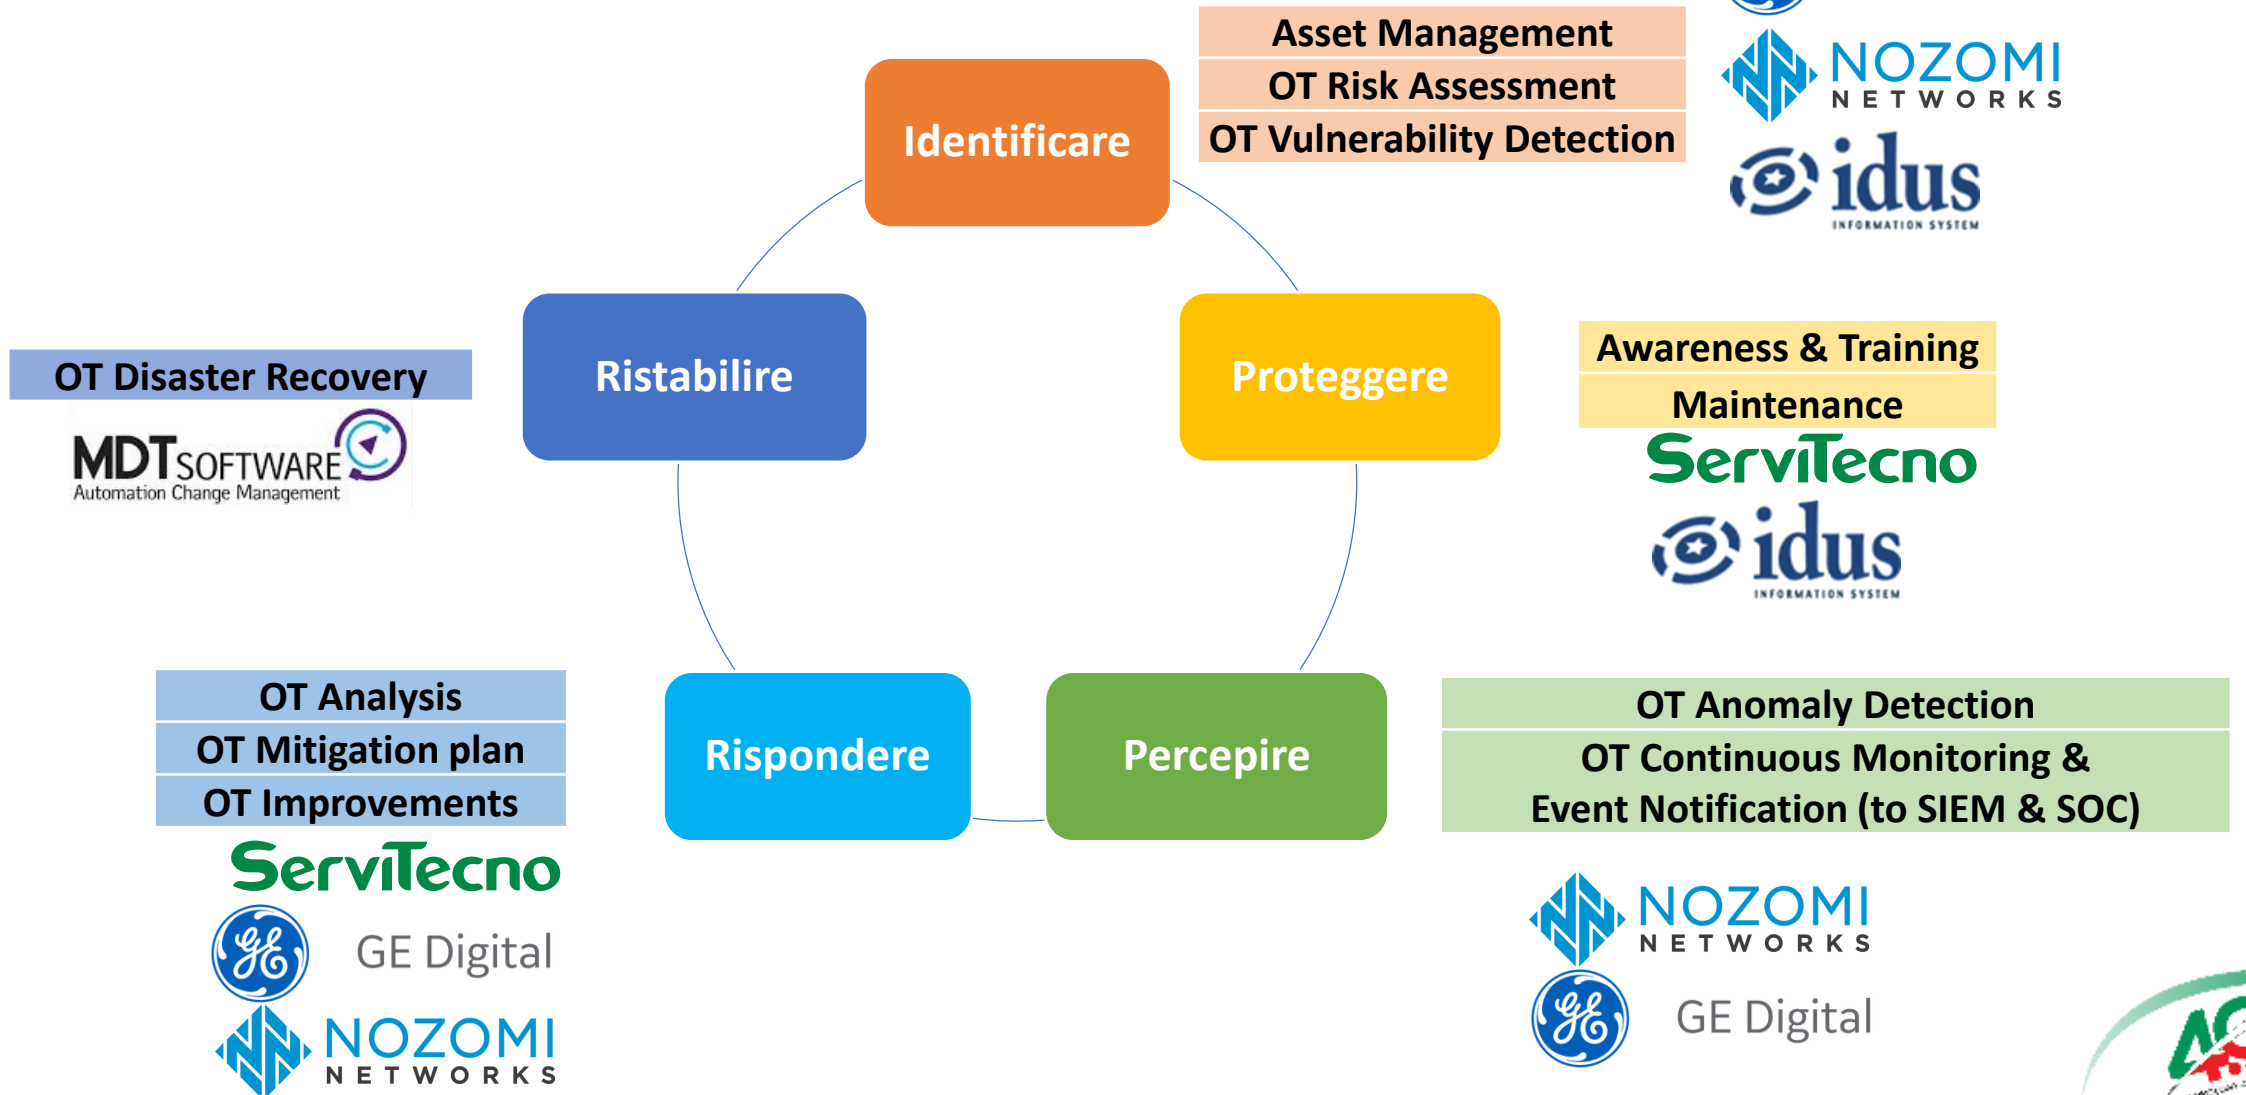 Identificare
Asset Management
OT Risk Assessment
OT Vulnerability Detection
NOZOMI
NETWORKS
idus
INFORMATION SYSTEM
Proteggere
Awareness & Training
Maintenance
ServiTecno
idus
INFORMATION SYSTEM
Percepire
OT Anomaly Detection
OT Continuous Monitoring &
Event Notification (to SIEM & SOC)
NOZOMI
NETWORKS
GE
GE Digital
Rispondere
OT Analysis
OT Mitigation plan
OT Improvements
ServiTecno
GE
GE Digital
NOZOMI
NETWORKS
Ristabilire
OT Disaster Recovery
MDT SOFTWARE
Automation Change Management